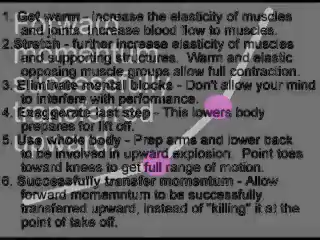 1. Get warm - Increase the elasticity of muscles
and joints. Increase blood flow to muscles.
2.Stretch - further increase elasticity of muscles
and supporting structures. Warm and elastic
opposing muscle groups allow full contraction.
3. Eliminate mental blocks - Don't allow your mind
to interfere with performance.
4. Exaggerate last step - This lowers body
prepares for lift off.
5. Use whole body - Prep arms and lower back
to be involved in upward explosion. Point toes
toward knees to get full range of motion.
6. Successfully transfer momentum - Allow
forward momemntum to be successfully
transferred upward, instead of "killing" it at the
point of take off.